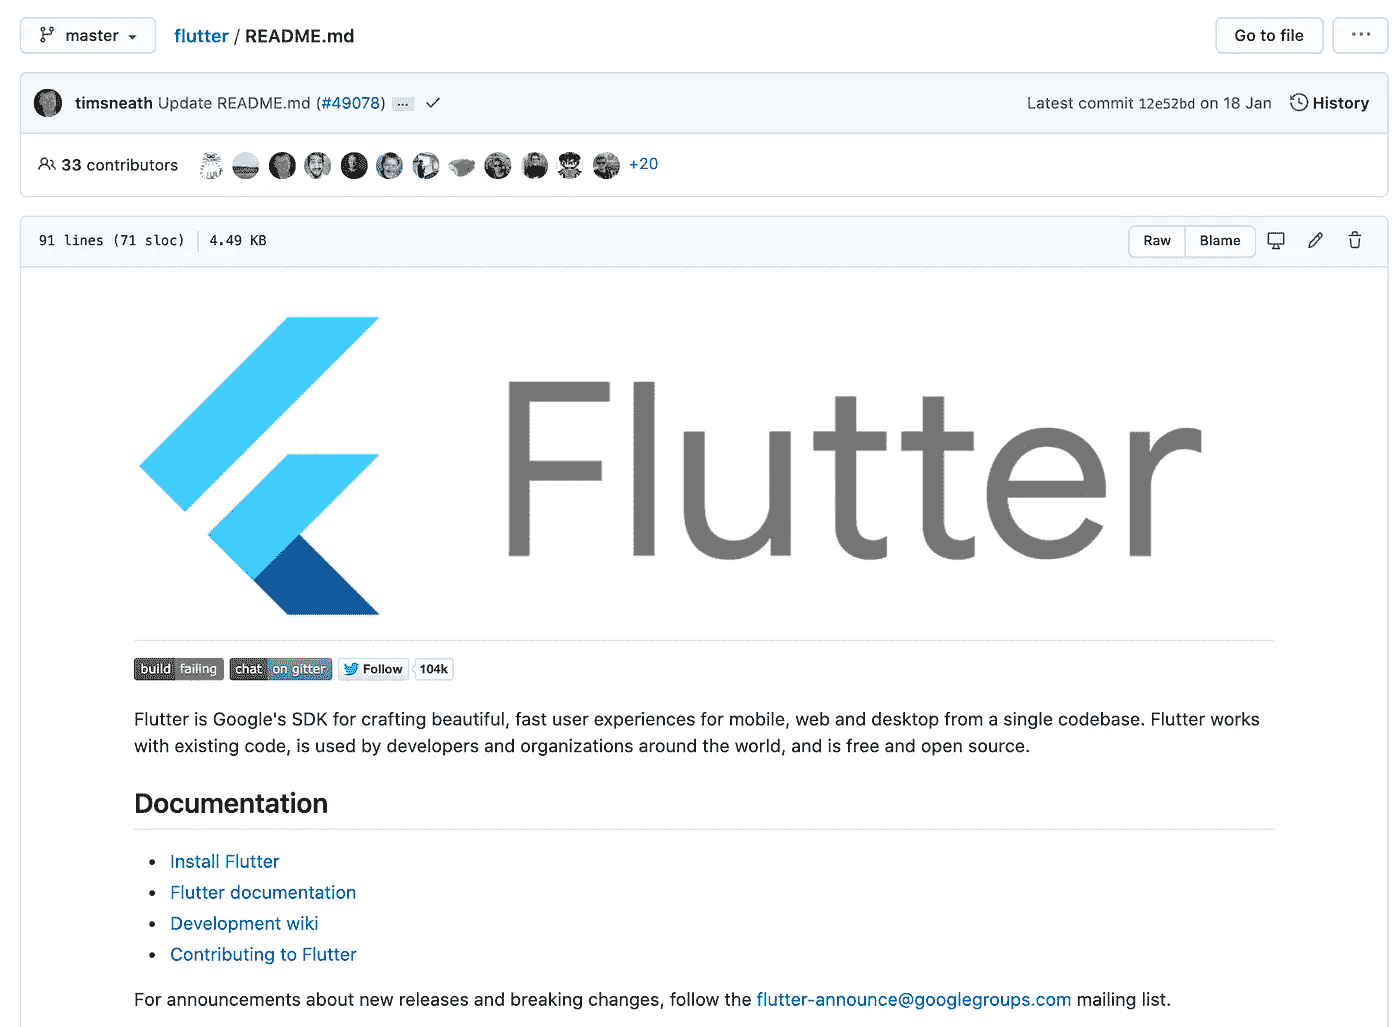 master
flutter / README.md
Go to file
...
timsneath Update README.md (#49078) ...
Latest commit 12e52bd on 18 Jan
History
33 contributors
+20
91 lines (71 sloc)
4.49 KB
Raw
Blame
Flutter
build failing
chat on gitter
Follow
104k
Flutter is Google's SDK for crafting beautiful, fast user experiences for mobile, web and desktop from a single codebase. Flutter works
with existing code, is used by developers and organizations around the world, and is free and open source.
Documentation
• Install Flutter
• Flutter documentation
• Development wiki
• Contributing to Flutter
For announcements about new releases and breaking changes, follow the flutter-announce@googlegroups.com mailing list.